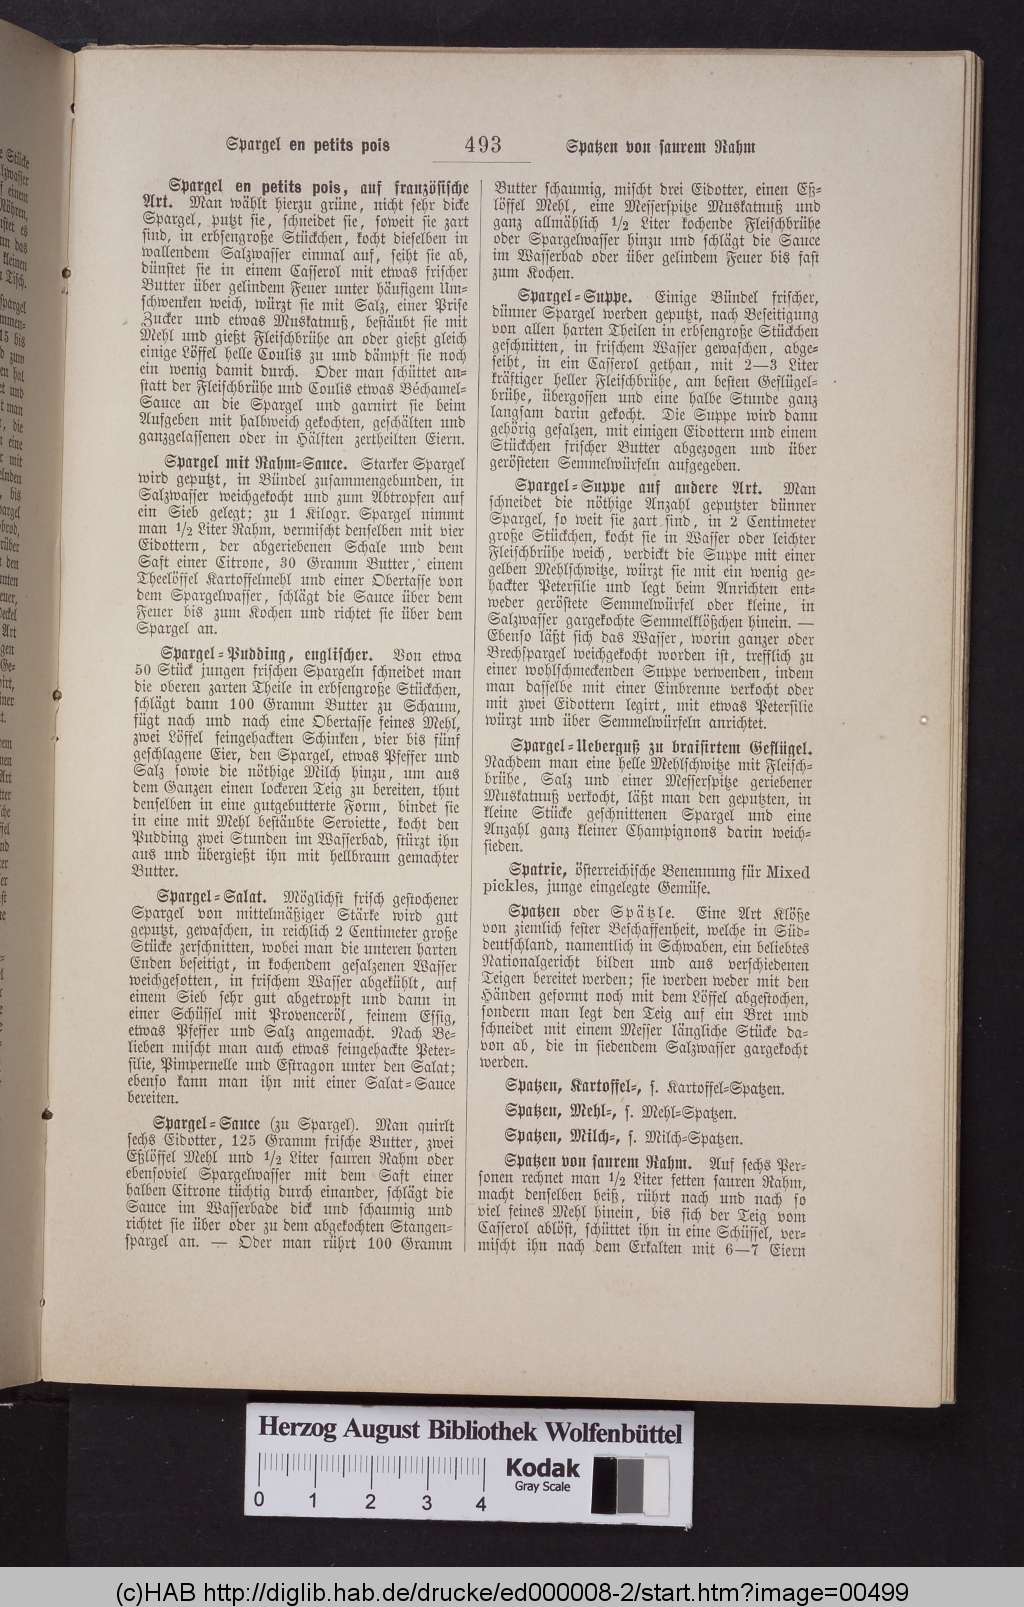 Spargel en petits pois 493 Spatzen von saurem Rahm
Spargel en petits pois, auf französische
Art. Man wählt hierzu grüne, nicht sehr dicke
Spargel, putzt sie, schneidet sie, soweit sie zart
sind, in erbsengroße Stückchen, kocht dieselben in
wallendem Salzwasser einmal auf, seiht sie ab,
dünstet sie in einem Casserol mit etwas frischer
Butter über gelindem Feuer unter häufigem Um-
schwenken weich, würzt sie mit Salz, einer Prise
Zucker und etwas Muskatnuß, bestäubt sie mit
Mehl und gießt Fleischbrühe an oder gießt gleich
einige Löffel helle Coulis zu und dämpft sie noch
ein wenig damit durch. Oder man schüttet an-
statt der Fleischbrühe und Coulis etwas Béchamel-
Sauce an die Spargel und garnirt sie beim
Aufgeben mit halbweich gekochten, geschälten und
ganzgelassenen oder in Hälften zertheilten Eiern.
Spargel mit Rahm-Sauce. Starker Spargel
wird geputzt, in Bündel zusammengebunden, in
Salzwasser weichgekocht und zum Abtropfen auf
ein Sieb gelegt; zu 1 Kilogr. Spargel nimmt
man 1/2 Liter Rahm, vermischt denselben mit vier
Eidottern, der abgeriebenen Schale und dem
Saft einer Citrone, 30 Gramm Butter, einem
Theelöffel Kartoffelmehl und einer Obertasse von
dem Spargelwasser, schlägt die Sauce über dem
Feuer bis zum Kochen und richtet sie über dem
Spargel an.
Spargel-Pudding, englischer. Von etwa
50 Stück jungen frischen Spargeln schneidet man
die oberen zarten Theile in erbsengroße Stückchen,
schlägt dann 100 Gramm Butter zu Schaum,
fügt nach und nach eine Obertasse feines Mehl,
zwei Löffel feingehackten Schinken, vier bis fünf
geschlagene Eier, den Spargel, etwas Pfeffer und
Salz sowie die nöthige Milch hinzu, um aus
dem Ganzen einen lockeren Teig zu bereiten, thut
denselben in eine gutgebutterte Form, bindet sie
in eine mit Mehl bestäubte Serviette, kocht den
Pudding zwei Stunden im Wasserbad, stürzt ihn
aus und übergießt ihn mit hellbraun gemachter
Butter.
Spargel-Salat. Möglichst frisch gestochener
Spargel von mittelmäßiger Stärke wird gut
geputzt, gewaschen, in reichlich 2 Centimeter große
Stücke zerschnitten, wobei man die unteren harten
Enden beseitigt, in kochendem gesalzenen Wasser
weichgesotten, in frischem Wasser abgekühlt, auf
einem Sieb sehr gut abgetropft und dann in
einer Schüssel mit Provenceröl, feinem Essig,
etwas Pfeffer und Salz angemacht. Nach Be-
lieben mischt man auch etwas feingehackte Peter-
silie, Pimpernelle und Estragon unter den Salat;
ebenso kann man ihn mit einer Salat-Sauce
bereiten.
Spargel-Sauce (zu Spargel). Man quirlt
sechs Eidotter, 125 Gramm frische Butter, zwei
Eßlöffel Mehl und 1/2 Liter sauren Rahm oder
ebensoviel Spargelwasser mit dem Saft einer
halben Citrone tüchtig durch einander, schlägt die
Sauce im Wasserbade dick und schaumig und
richtet sie über oder zu dem abgekochten Stangen-
spargel an. — Oder man rührt 100 Gramm
Butter schaumig, mischt drei Eidotter, einen Eß-
löffel Mehl, eine Messerspitze Muskatnuß und
ganz allmählich 1/2 Liter kochende Fleischbrühe
oder Spargelwasser hinzu und schlägt die Sauce
im Wasserbad oder über gelindem Feuer bis fast
zum Kochen.
Spargel-Suppe. Einige Bündel frischer,
dünner Spargel werden geputzt, nach Beseitigung
von allen harten Theilen in erbsengroße Stückchen
geschnitten, in frischem Wasser gewaschen, abge-
seiht, in ein Casserol gethan, mit 2—3 Liter
kräftiger heller Fleischbrühe, am besten Geflügel-
brühe, übergossen und eine halbe Stunde ganz
langsam darin gekocht. Die Suppe wird dann
gehörig gesalzen, mit einigen Eidottern und einem
Stückchen frischer Butter abgezogen und über
gerösteten Semmelwürfeln aufgegeben.
Spargel-Suppe auf andere Art. Man
schneidet die nöthige Anzahl geputzter dünner
Spargel, so weit sie zart sind, in 2 Centimeter
große Stückchen, kocht sie in Wasser oder leichter
Fleischbrühe weich, verdickt die Suppe mit einer
gelben Mehlschwitze, würzt sie mit ein wenig ge-
hackter Petersilie und legt beim Anrichten ent-
weder geröstete Semmelwürfel oder kleine, in
Salzwasser gargekochte Semmelklößchen hinein. —
Ebenso läßt sich das Wasser, worin ganzer oder
Brechspargel weichgekocht worden ist, trefflich zu
einer wohlschmeckenden Suppe verwenden, indem
man dasselbe mit einer Einbrenne verkocht oder
mit zwei Eidottern legirt, mit etwas Petersilie
würzt und über Semmelwürfeln anrichtet.
Spargel-Ueberguß zu braisirtem Geflügel.
Nachdem man eine helle Mehlschwitze mit Fleisch-
brühe, Salz und einer Messerspitze geriebener
Muskatnuß verkocht, läßt man den geputzten, in
kleine Stücke geschnittenen Spargel und eine
Anzahl ganz kleiner Champignons darin weich-
sieden.
Spatrie, österreichische Benennung für Mixed
pickles, junge eingelegte Gemüse.
Spatzen oder Spätzle. Eine Art Klöße
von ziemlich fester Beschaffenheit, welche in Süd-
deutschland, namentlich in Schwaben, ein beliebtes
Nationalgericht bilden und aus verschiedenen
Teigen bereitet werden; sie werden weder mit den
Händen geformt noch mit dem Löffel abgestochen,
sondern man legt den Teig auf ein Bret und
schneidet mit einem Messer längliche Stücke da-
von ab, die in siedendem Salzwasser gargekocht
werden.
Spatzen, Kartoffel-, s. Kartoffel-Spatzen.
Spatzen, Mehl-, s. Mehl-Spatzen.
Spatzen, Milch-, s. Milch-Spatzen.
Spatzen von saurem Rahm. Auf sechs Per-
sonen rechnet man 1/2 Liter fetten sauren Rahm,
macht denselben heiß, rührt nach und nach so
viel feines Mehl hinein, bis sich der Teig vom
Casserol ablöst, schüttet ihn in eine Schüssel, ver-
mischt ihn nach dem Erkalten mit 6—7 Eiern
Herzog August Bibliothek Wolfenbüttel
0 1 2 3 4
Kodak
Gray Scale
(c)HAB http://diglib.hab.de/drucke/ed000008-2/start.htm?image=00499